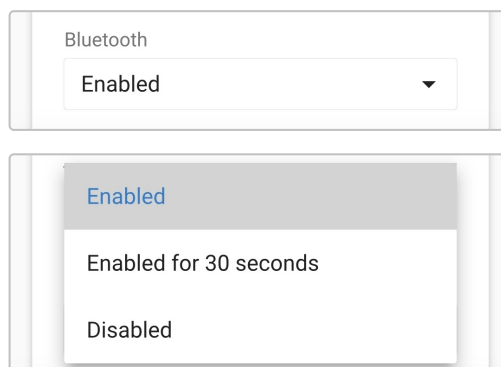 Bluetooth
Enabled
Enabled
Enabled for 30 seconds
Disabled